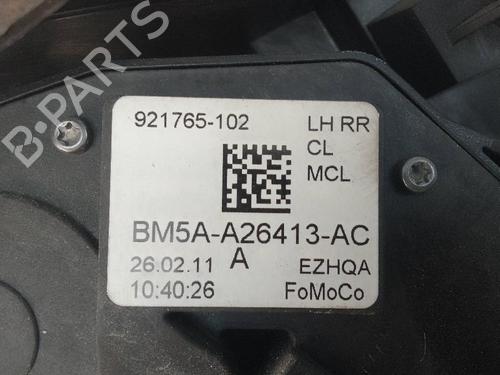 B-PARTS
921765-102 LH RR
CL
MCL
BM5A-A26413-AC
26.02.11 A EZHQA
10:40:26 FoMoCo